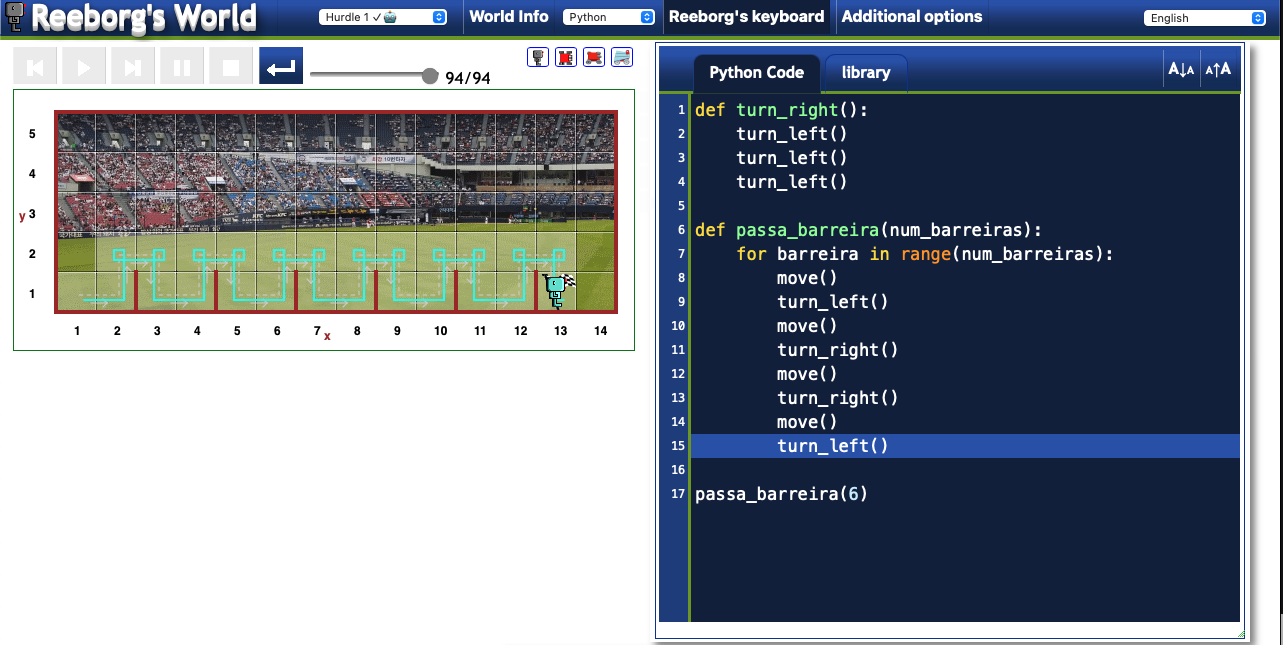 Reeborg's World
Hurdle 1 ✓ 🤖
World Info
Python
Reeborg's keyboard
Additional options
English
94/94
Python Code
library
A↓A A↑A
5
4
y 3
2
1
1 2 3 4 5 6 7 x 8 9 10 11 12 13 14
1 def turn_right():
2     turn_left()
3     turn_left()
4     turn_left()
5
6 def passa_barreira(num_barreiras):
7     for barreira in range(num_barreiras):
8         move()
9         turn_left()
10         move()
11         turn_right()
12         move()
13         turn_right()
14         move()
15         turn_left()
16
17 passa_barreira(6)